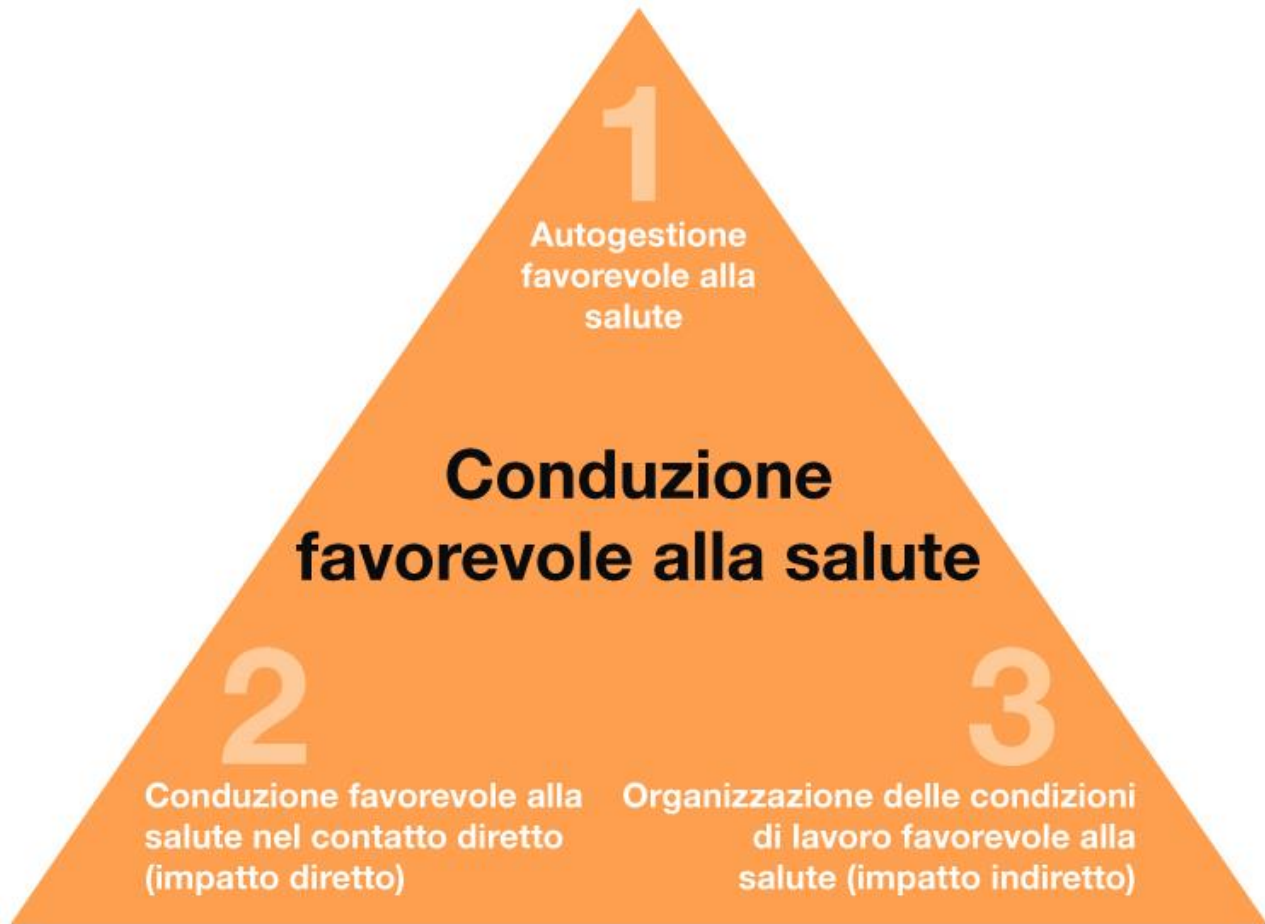 1
Autogestione
favorevole alla
salute
Conduzione
favorevole alla salute
2
Conduzione favorevole alla
salute nel contatto diretto
(impatto diretto)
3
Organizzazione delle condizioni
di lavoro favorevole alla
salute (impatto indiretto)